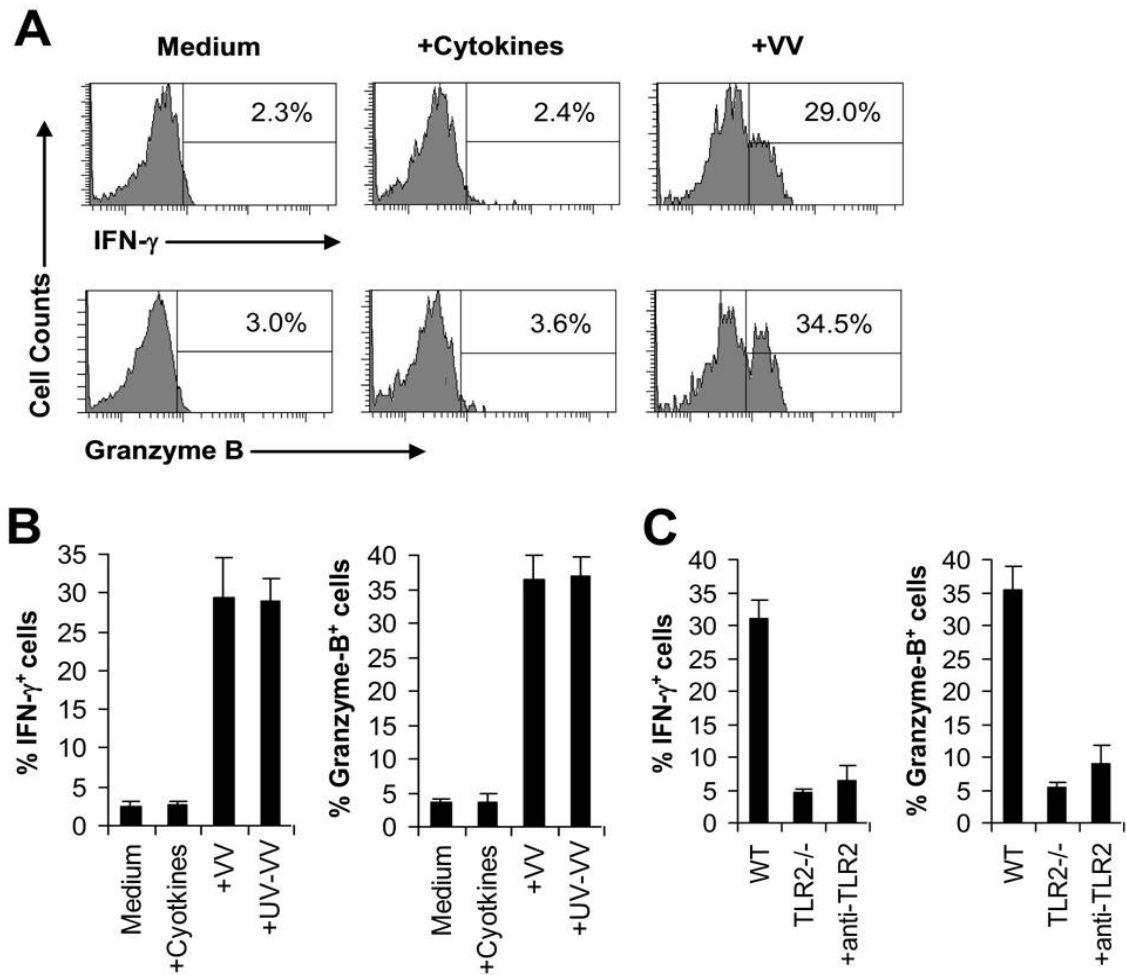 A
Medium
+Cytokines
+VV
2.3%
2.4%
29.0%
IFN-γ
Cell Counts
3.0%
3.6%
34.5%
Granzyme B
B
% IFN-γ+ cells
35
30
25
20
15
10
5
0
Medium
+Cyotkines
+VV
+UV-VV
% Granzyme-B+ cells
40
35
30
25
20
15
10
5
0
Medium
+Cyotkines
+VV
+UV-VV
C
% IFN-γ+ cells
40
35
30
25
20
15
10
5
0
WT
TLR2-/-
+anti-TLR2
% Granzyme-B+ cells
40
35
30
25
20
15
10
5
0
WT
TLR2-/-
+anti-TLR2